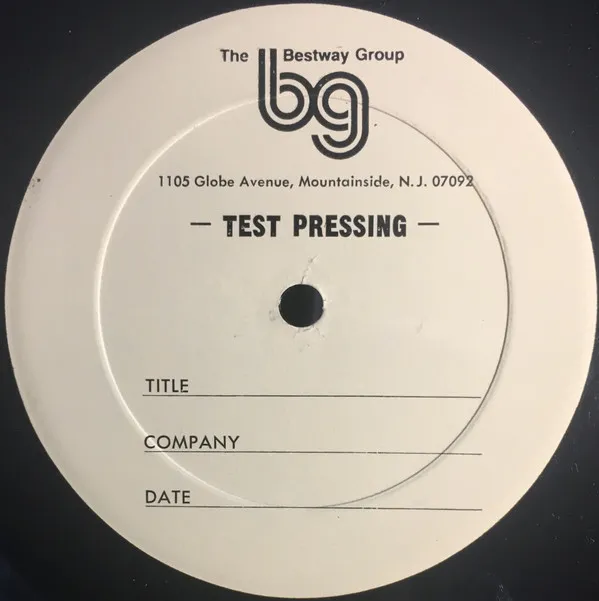 The Bestway Group
bg
1105 Globe Avenue, Mountainside, N.J. 07092
— TEST PRESSING —
TITLE
COMPANY
DATE